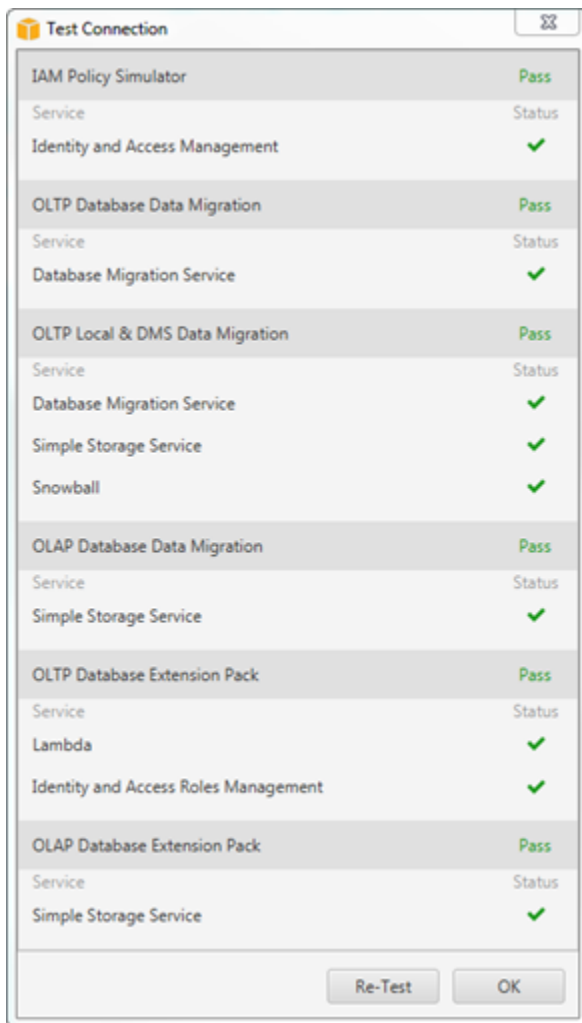 Test Connection
IAM Policy Simulator Pass
Service Status
Identity and Access Management
OLTP Database Data Migration Pass
Service Status
Database Migration Service
OLTP Local & DMS Data Migration Pass
Service Status
Database Migration Service
Simple Storage Service
Snowball
OLAP Database Data Migration Pass
Service Status
Simple Storage Service
OLTP Database Extension Pack Pass
Service Status
Lambda
Identity and Access Roles Management
OLAP Database Extension Pack Pass
Service Status
Simple Storage Service
Re-Test OK